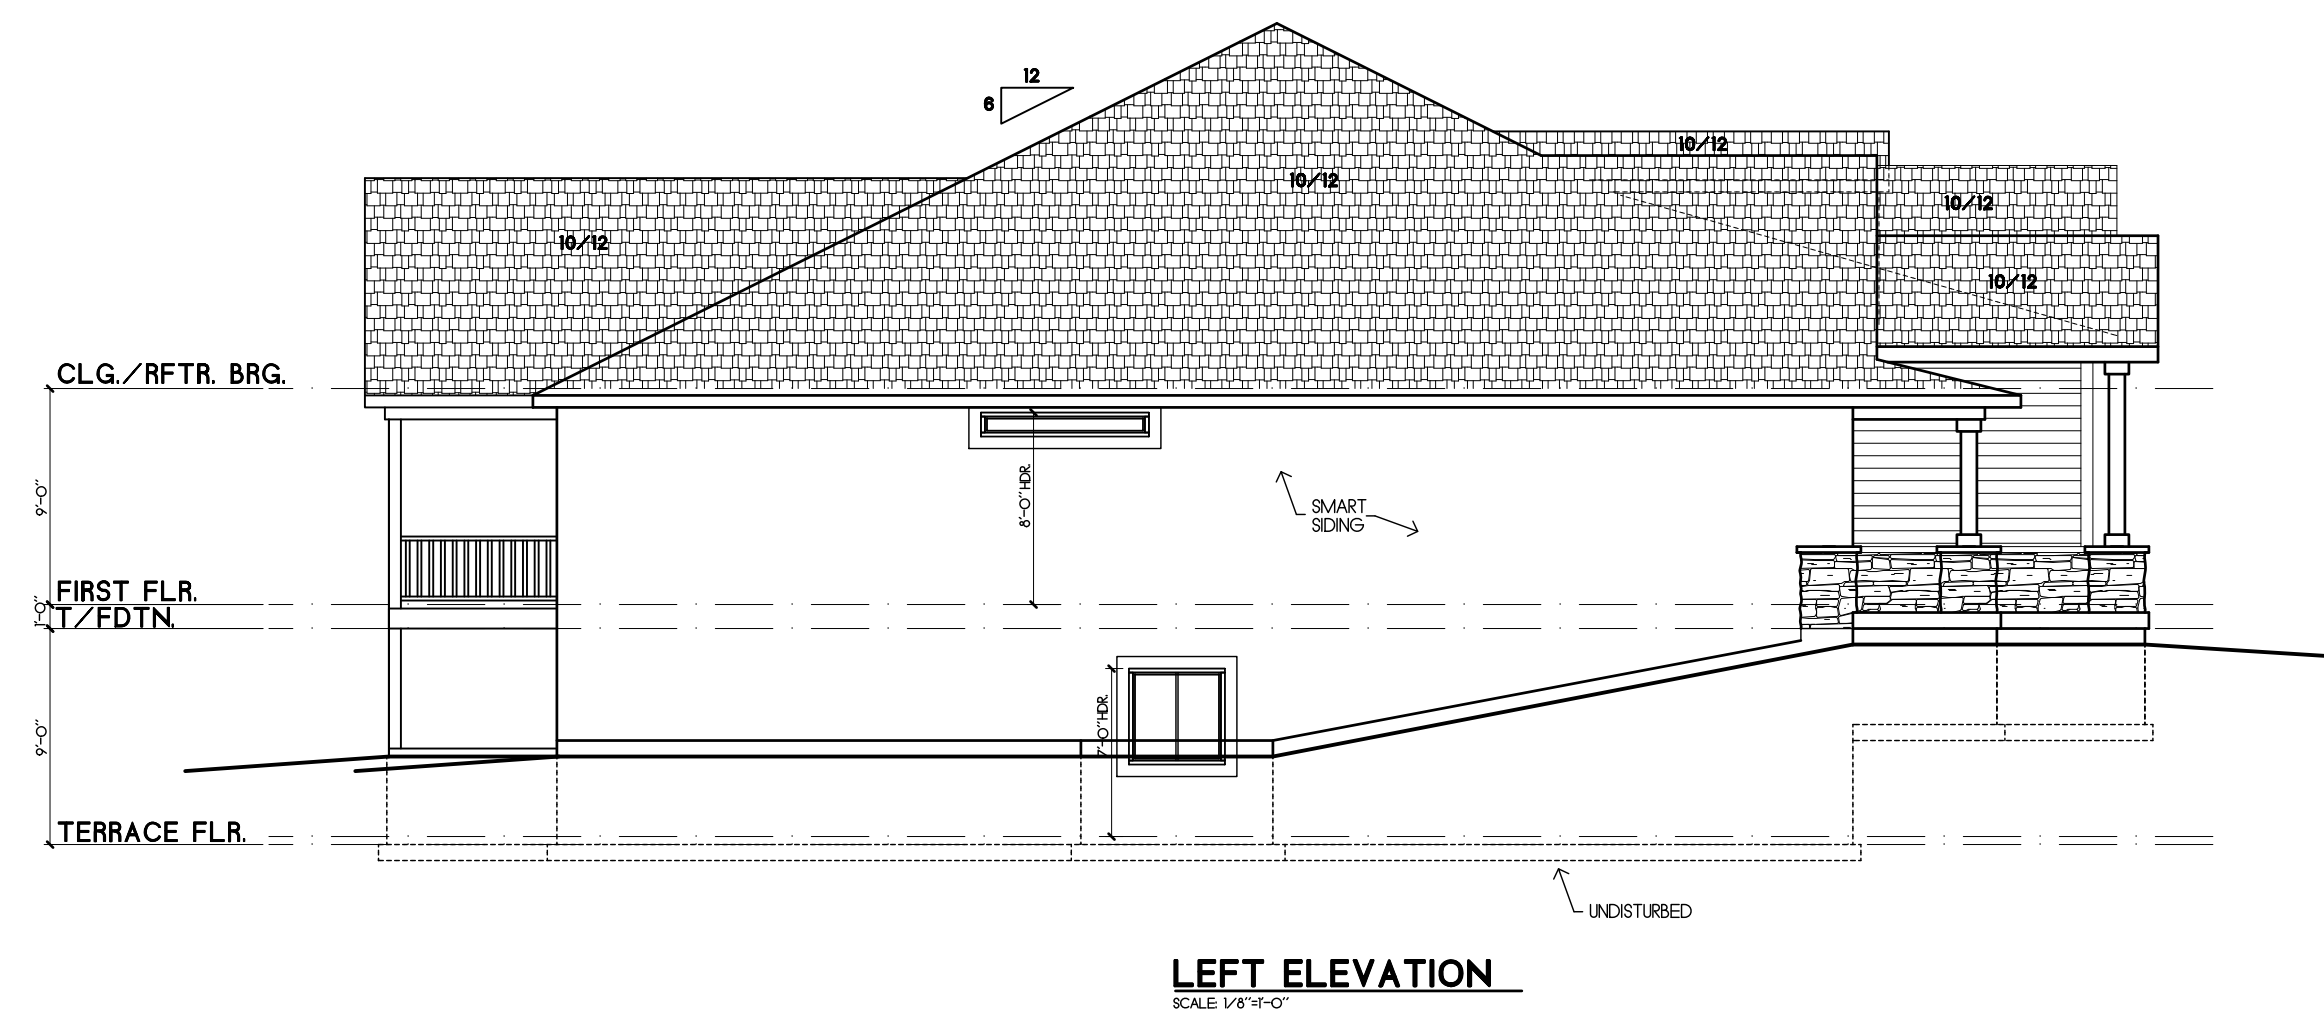 12
6
10/12
10/12
10/12
10/12
10/12
CLG./RFTR. BRG.
9'-0"
8'-0" HDR.
SMART
SIDING
FIRST FLR.
1'-0"
T/FDTN.
7'-0" HDR.
9'-0"
TERRACE FLR.
UNDISTURBED
LEFT ELEVATION
SCALE: 1/8"=1'-0"